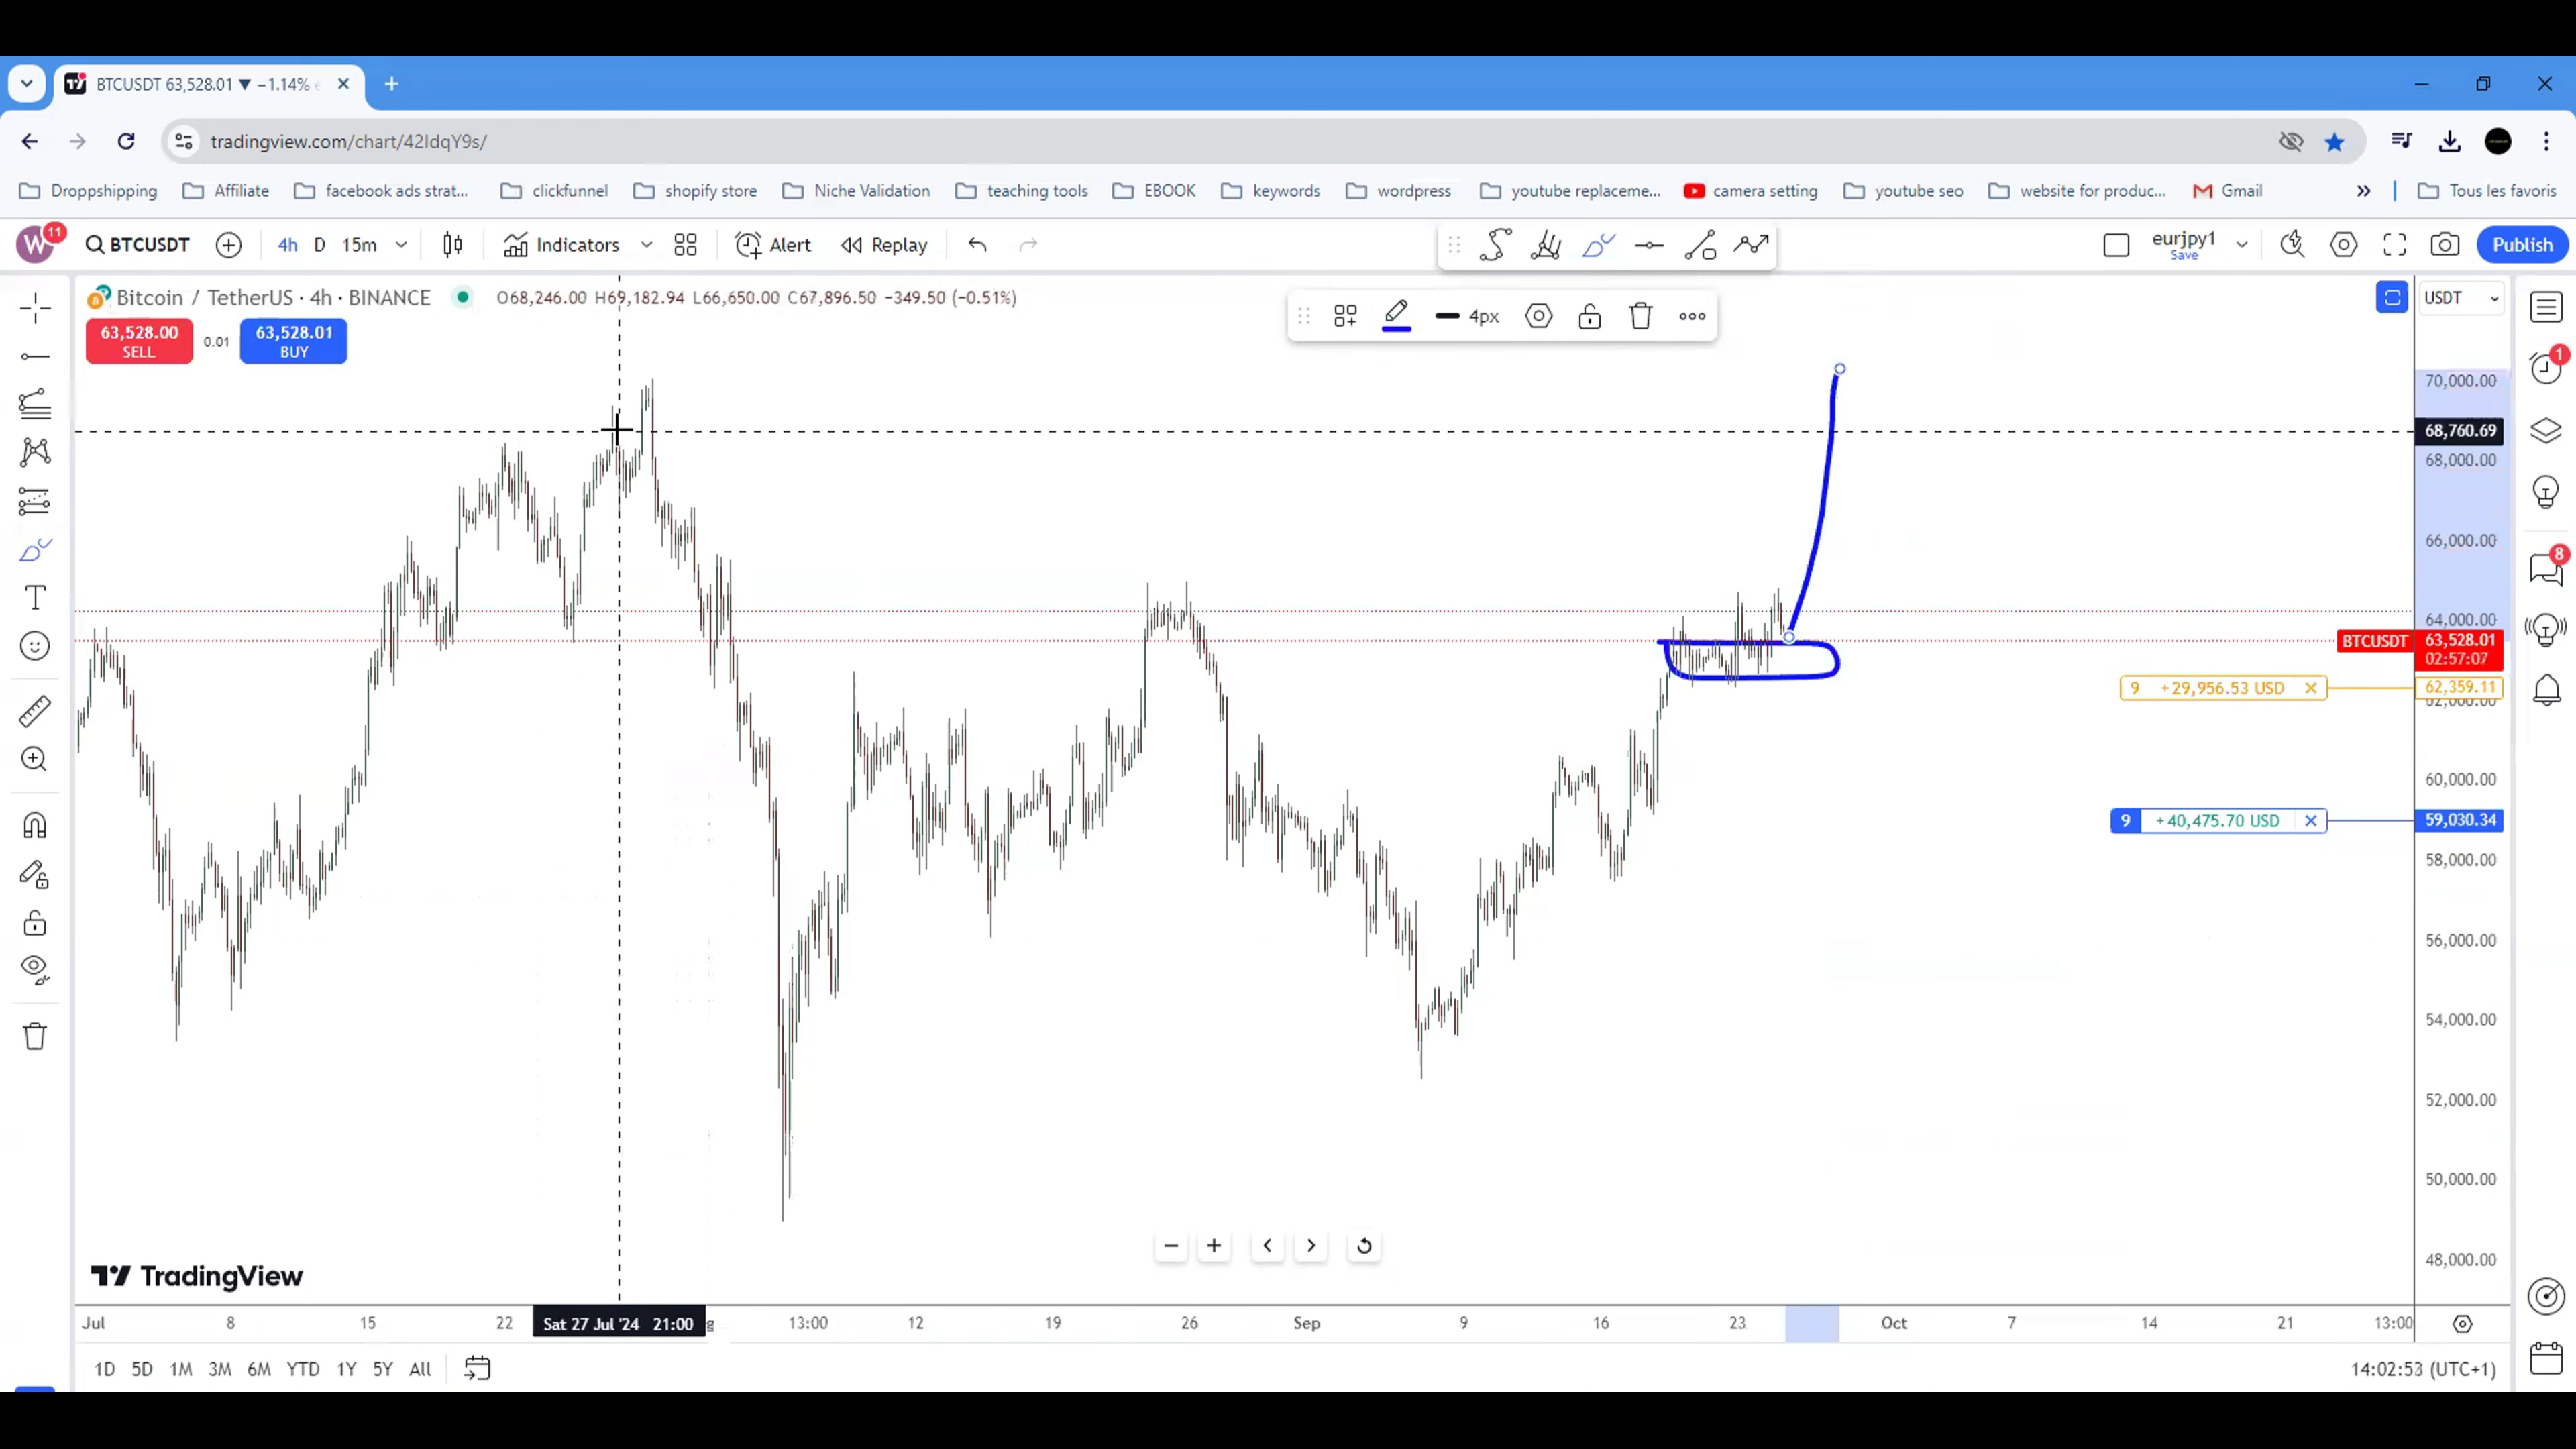 BTCUSDT 63,528.01 ▼ −1.14%
tradingview.com/chart/42IdqY9s/
Droppshipping Affiliate facebook ads strat... clickfunnel shopify store Niche Validation teaching tools EBOOK keywords wordpress youtube replaceme... camera setting youtube seo website for produc... Gmail Tous les favoris
W 11 BTCUSDT 4h D 15m Indicators Alert Replay eurjpy1 Publish
Save
Bitcoin / TetherUS · 4h · BINANCE O68,246.00 H69,182.94 L66,650.00 C67,896.50 −349.50 (−0.51%) USDT
4px
63,528.00 0.01 63,528.01
SELL BUY
1
70,000.00
68,760.69
68,000.00
66,000.00
8
64,000.00
BTCUSDT 63,528.01
02:57:07
9 +29,956.53 USD 62,359.11
62,000.00
60,000.00
9 +40,475.70 USD 59,030.34
58,000.00
56,000.00
54,000.00
52,000.00
50,000.00
48,000.00
TradingView
Jul 8 15 22 Sat 27 Jul '24 21:00 13:00 12 19 26 Sep 9 16 23 Oct 7 14 21 13:00
1D 5D 1M 3M 6M YTD 1Y 5Y All 14:02:53 (UTC+1)